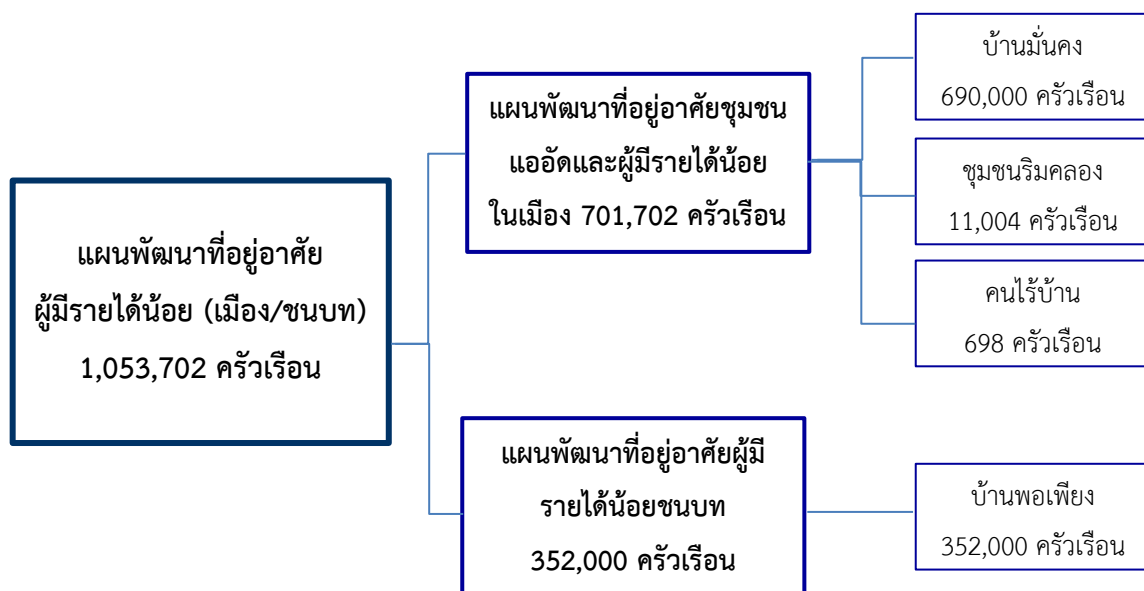 แผนพัฒนาที่อยู่อาศัย
ผู้มีรายได้น้อย (เมือง/ชนบท)
1,053,702 ครัวเรือน
แผนพัฒนาที่อยู่อาศัยชุมชน
แออัดและผู้มีรายได้น้อย
ในเมือง 701,702 ครัวเรือน
บ้านมั่นคง
690,000 ครัวเรือน
ชุมชนริมคลอง
11,004 ครัวเรือน
คนไร้บ้าน
698 ครัวเรือน
แผนพัฒนาที่อยู่อาศัยผู้มี
รายได้น้อยชนบท
352,000 ครัวเรือน
บ้านพอเพียง
352,000 ครัวเรือน